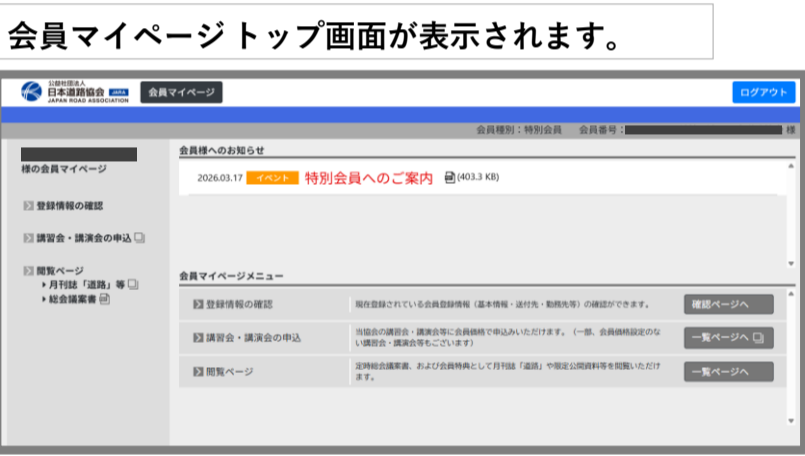 会員マイページトップ画面が表示されます。
公益社団法人
日本道路協会 JARA
JAPAN ROAD ASSOCIATION
会員マイページ
ログアウト
会員種別：特別会員 会員番号：
様
様の会員マイページ
登録情報の確認
講習会・講演会の申込
閲覧ページ
月刊誌「道路」等
総会議案書
会員様へのお知らせ
2026.03.17 イベント 特別会員へのご案内 (403.3 KB)
会員マイページメニュー
登録情報の確認
現在登録されている会員登録情報（基本情報・送付先・勤務先等）の確認ができます。
確認ページへ
講習会・講演会の申込
当協会の講習会・講演会等に会員価格で申込みいただけます。（一部、会員価格設定のな
い講習会・講演会等もございます）
一覧ページへ
閲覧ページ
定時総会議案書、および会員特典として月刊誌「道路」や限定公開資料等を閲覧いただけ
ます。
一覧ページへ